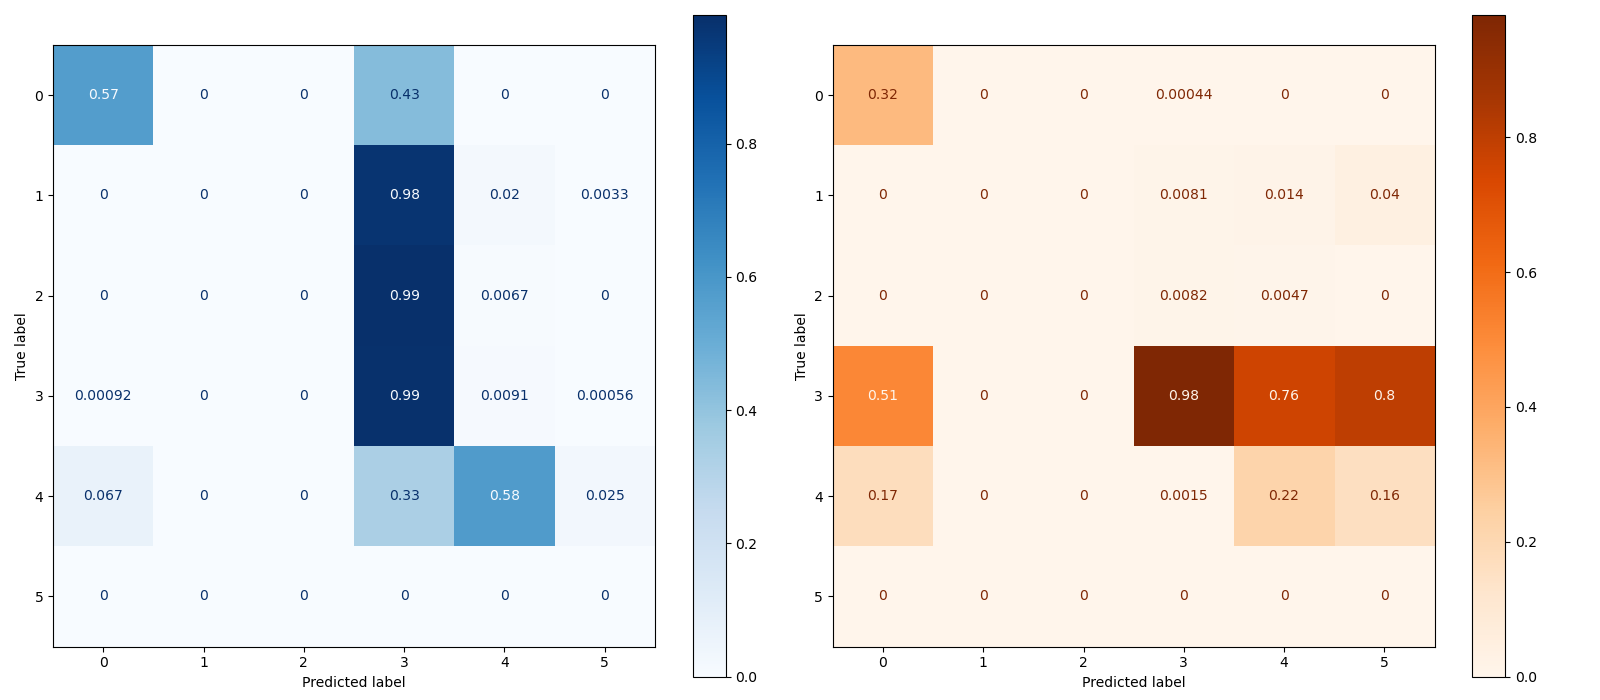 0 0.57 0 0 0.43 0 0
1 0 0 0 0.98 0.02 0.0033
2 0 0 0 0.99 0.0067 0
3 0.00092 0 0 0.99 0.0091 0.00056
4 0.067 0 0 0.33 0.58 0.025
5 0 0 0 0 0 0
0 1 2 3 4 5
Predicted label
True label
0.8
0.6
0.4
0.2
0.0
0 0.32 0 0 0.00044 0 0
1 0 0 0 0.0081 0.014 0.04
2 0 0 0 0.0082 0.0047 0
3 0.51 0 0 0.98 0.76 0.8
4 0.17 0 0 0.0015 0.22 0.16
5 0 0 0 0 0 0
0 1 2 3 4 5
Predicted label
True label
0.8
0.6
0.4
0.2
0.0